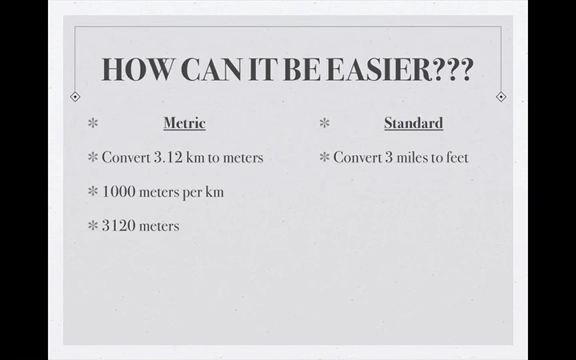 HOW CAN IT BE EASIER???
Metric
Convert 3.12 km to meters
1000 meters per km
3120 meters
Standard
Convert 3 miles to feet